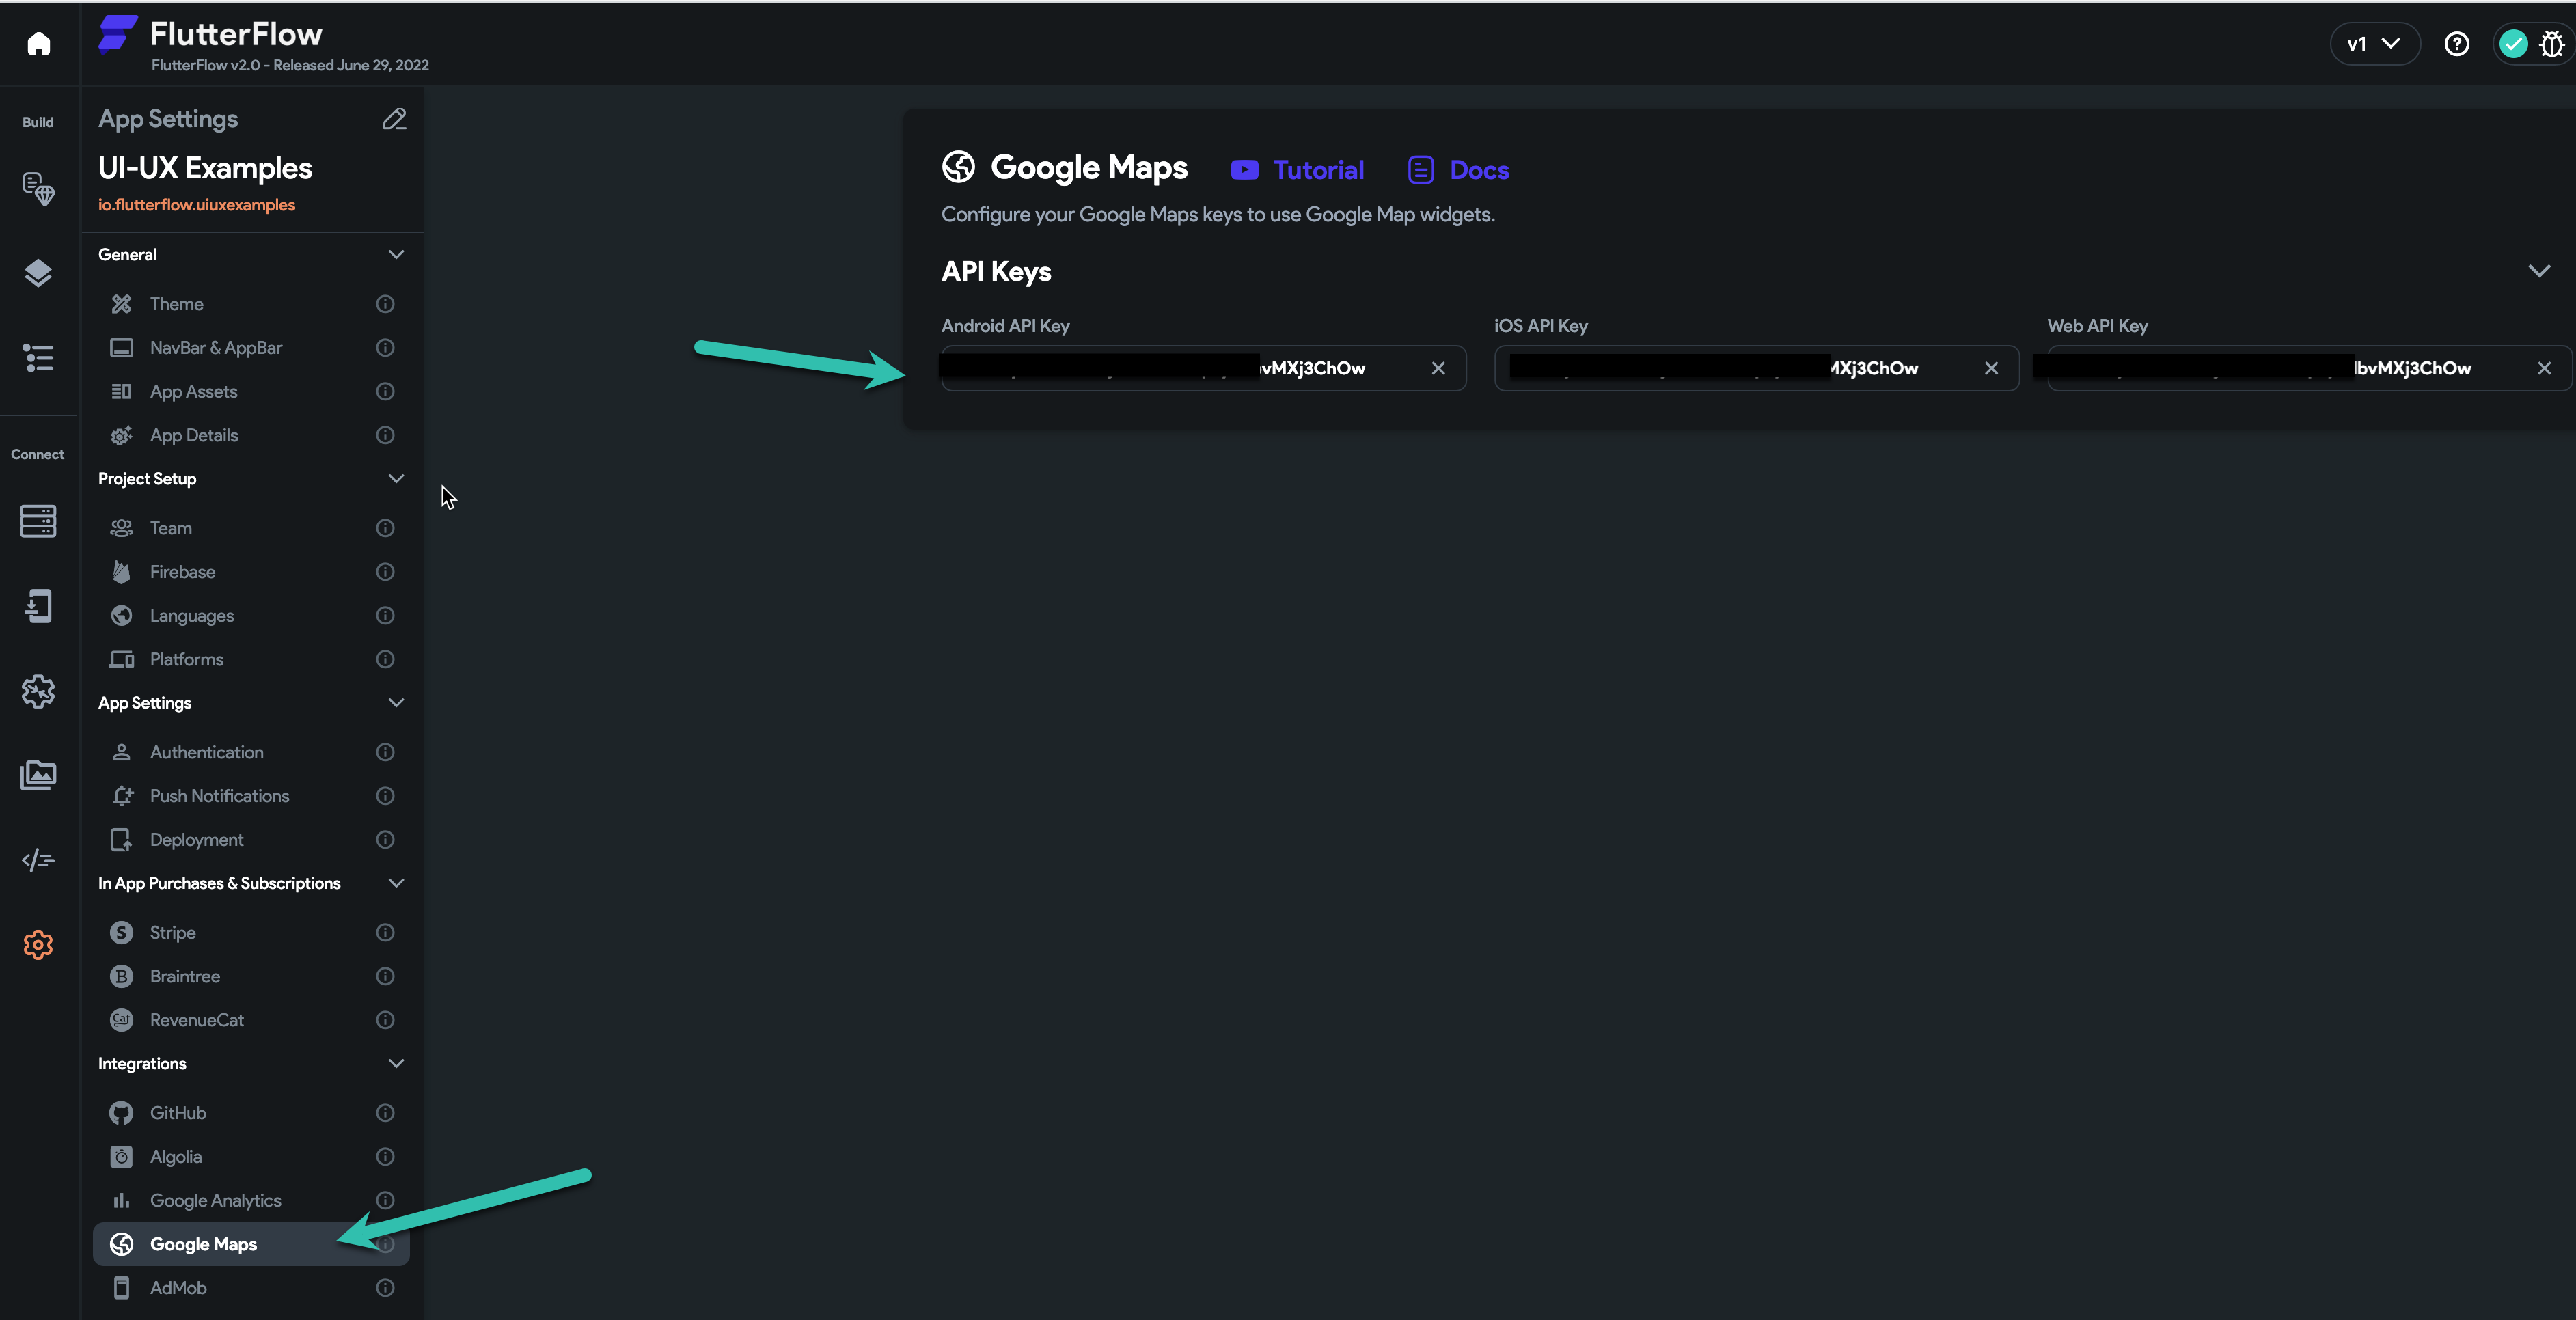 FlutterFlow
FlutterFlow v2.0 - Released June 29, 2022
v1
Build
Connect
App Settings
UI-UX Examples
io.flutterflow.uiuxexamples
General
Theme
NavBar & AppBar
App Assets
App Details
Project Setup
Team
Firebase
Languages
Platforms
App Settings
Authentication
Push Notifications
Deployment
In App Purchases & Subscriptions
Stripe
Braintree
RevenueCat
Integrations
GitHub
Algolia
Google Analytics
Google Maps
AdMob
Google Maps Tutorial Docs
Configure your Google Maps keys to use Google Map widgets.
API Keys
Android API Key iOS API Key Web API Key
vMXj3ChOw MXj3ChOw bvMXj3ChOw